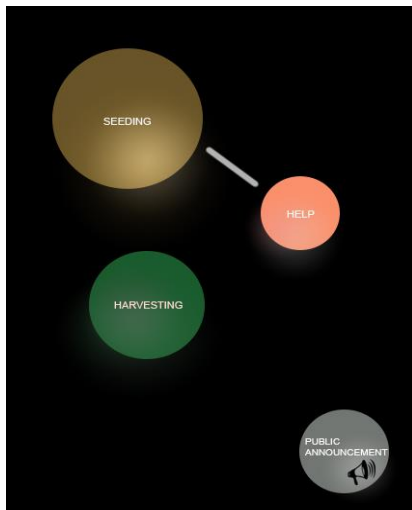 SEEDING
HELP
HARVESTING
PUBLIC
ANNOUNCEMENT